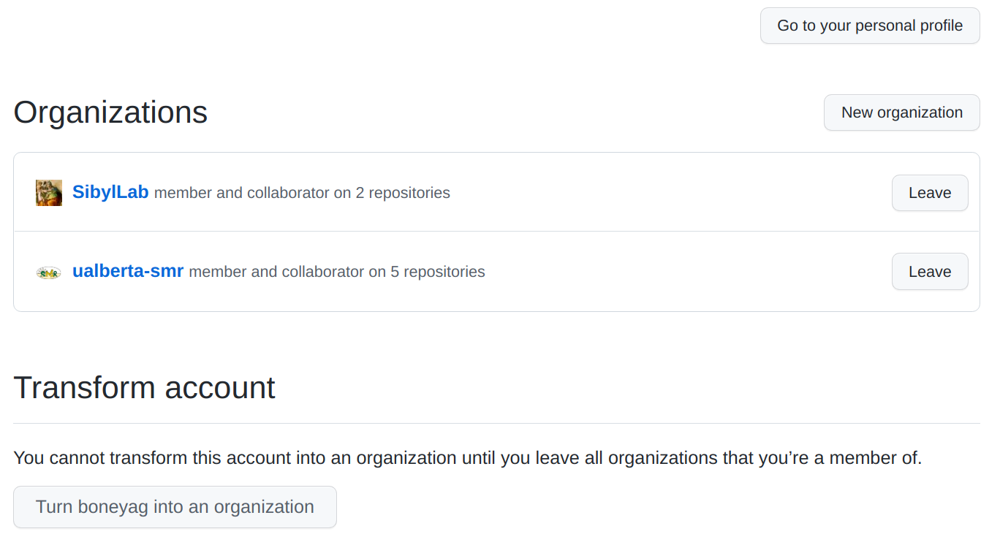 Go to your personal profile
Organizations
New organization
SibylLab member and collaborator on 2 repositories
Leave
SMR
ualberta-smr member and collaborator on 5 repositories
Leave
Transform account
You cannot transform this account into an organization until you leave all organizations that you’re a member of.
Turn boneyag into an organization